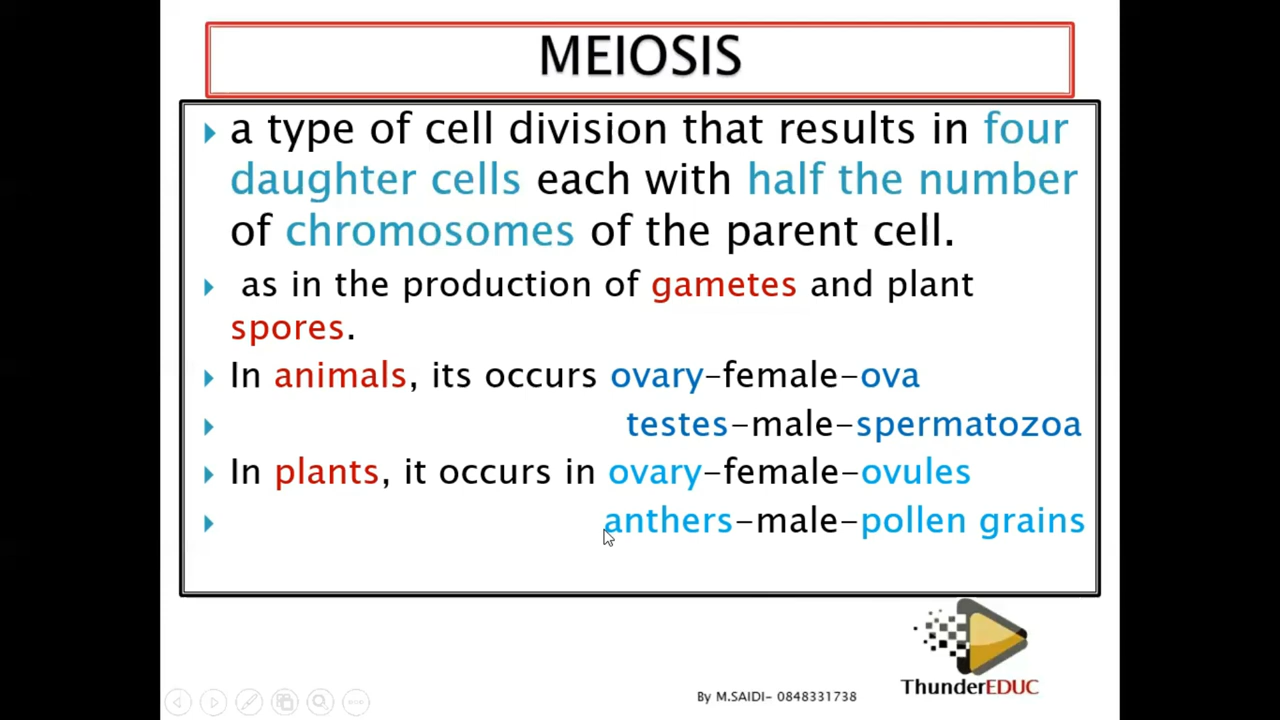 MEIOSIS
a type of cell division that results in four
daughter cells each with half the number
of chromosomes of the parent cell.
as in the production of gametes and plant
spores.
In animals, its occurs ovary-female-ova
testes-male-spermatozoa
In plants, it occurs in ovary-female-ovules
anthers-male-pollen grains
By M.SAIDI- 0848331738
ThunderEDUC